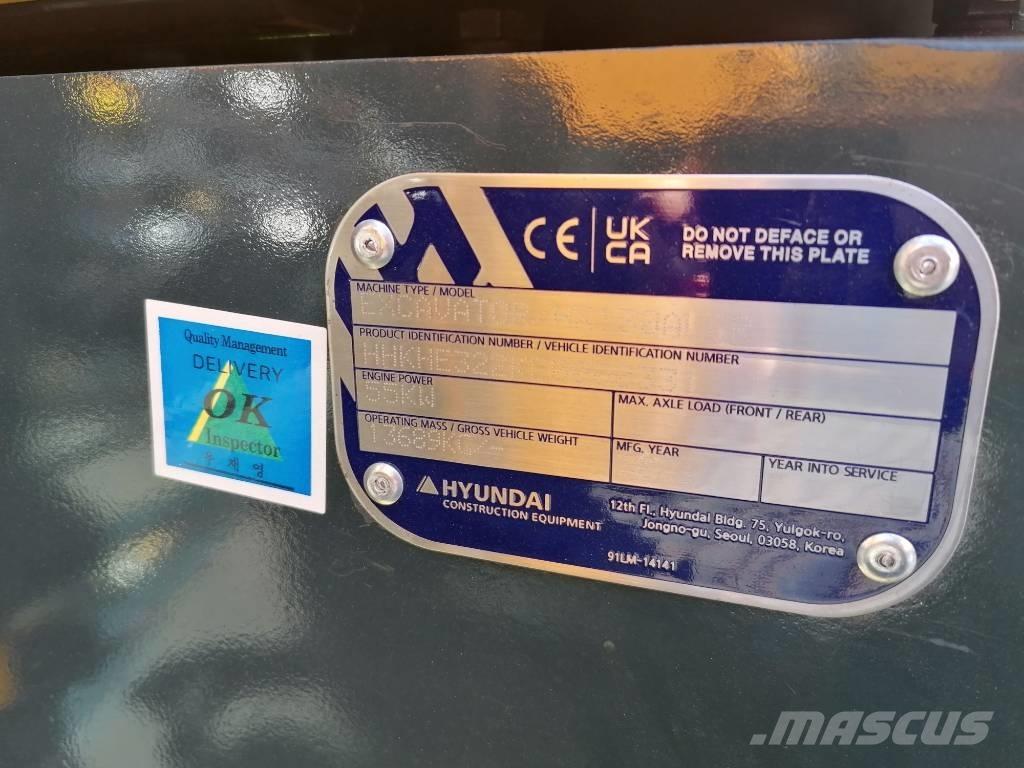 Quality Management
DELIVERY
OK
Inspector
CE
UK
CA
DO NOT DEFACE OR
REMOVE THIS PLATE
MACHINE TYPE / MODEL
EXCAVATOR
PRODUCT IDENTIFICATION NUMBER / VEHICLE IDENTIFICATION NUMBER
ENGINE POWER
55KW
MAX. AXLE LOAD (FRONT / REAR)
OPERATING MASS / GROSS VEHICLE WEIGHT
13689KG
MFG. YEAR
YEAR INTO SERVICE
HYUNDAI
CONSTRUCTION EQUIPMENT
12th Fl., Hyundai Bldg. 75, Yulgok-ro,
Jongno-gu, Seoul, 03058, Korea
91LM-14141
MASCUS